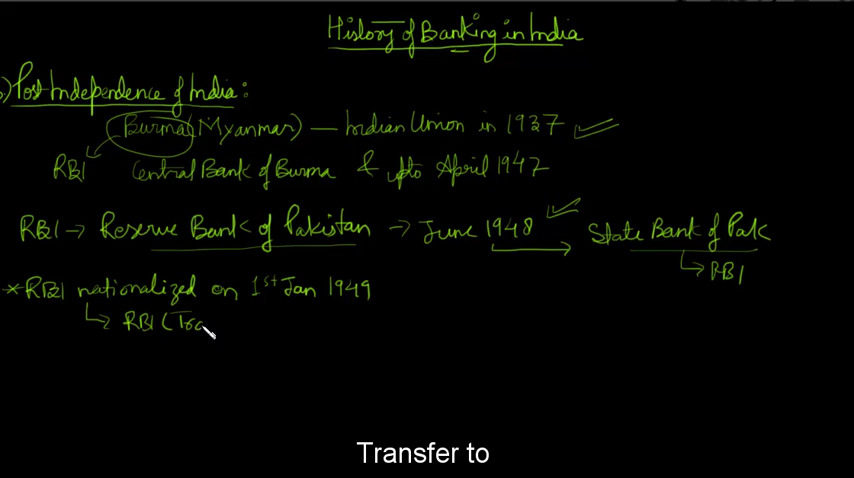 History of Banking in India
.) Post Independence of India:
Burma (Myanmar) — Indian Union in 1937
RBI Central Bank of Burma & upto April 1947
RBI → Reserve Bank of Pakistan → June 1948 → State Bank of Pak
→ RBI
* RBI nationalized on 1st Jan 1949
→ RBI (Tra
Transfer to